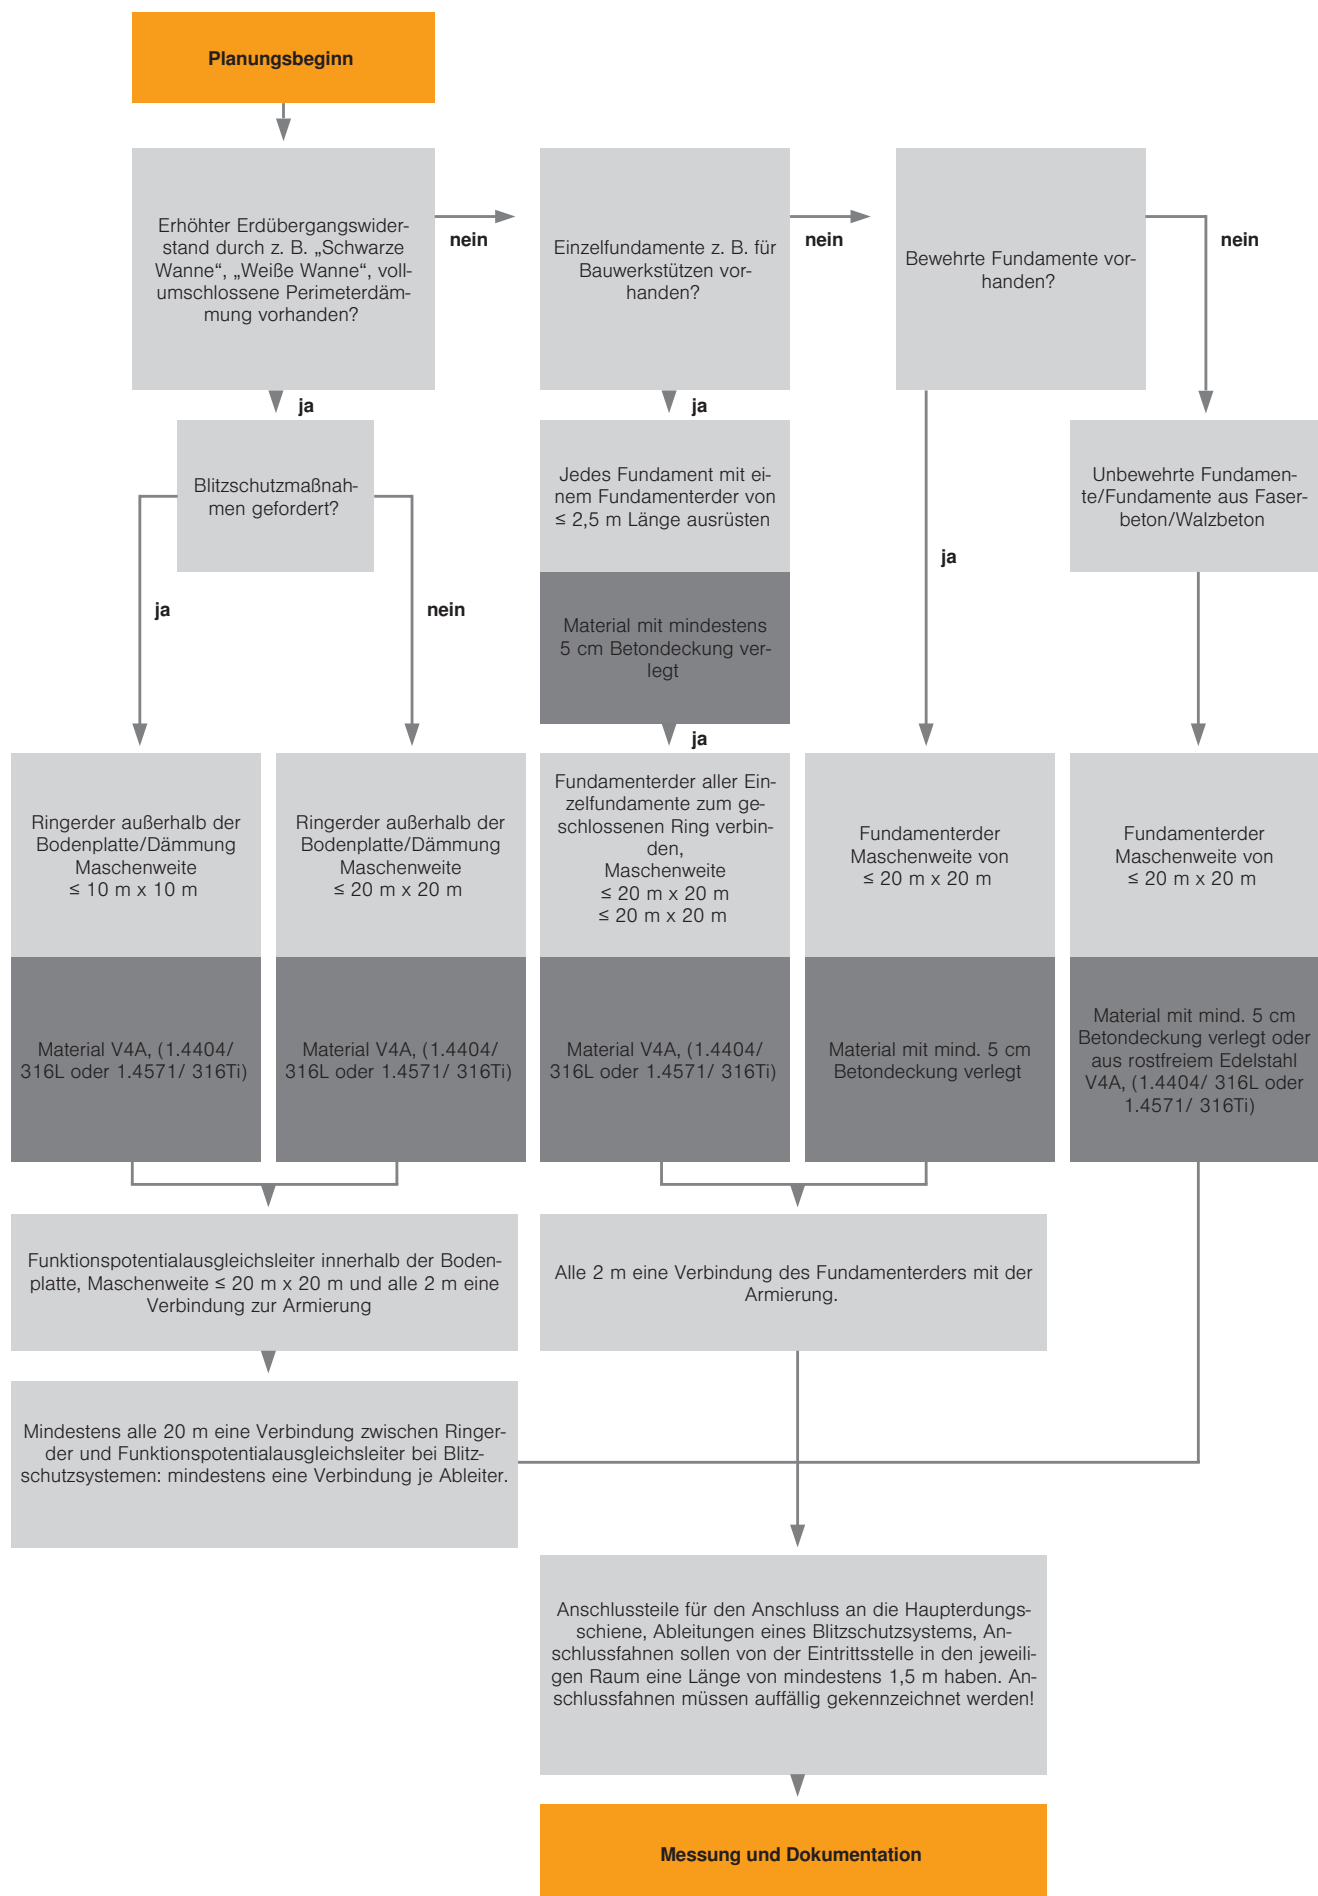 Planungsbeginn
Erhöhter Erdübergangswider-
stand durch z. B. „Schwarze
Wanne“, „Weiße Wanne“, voll-
umschlossene Perimeterdäm-
mung vorhanden?
nein
Einzelfundamente z. B. für
Bauwerkstützen vor-
handen?
nein
Bewehrte Fundamente vor-
handen?
nein
ja
ja
Blitzschutzmaßnah-
men gefordert?
Jedes Fundament mit ei-
nem Fundamenterder von
≤ 2,5 m Länge ausrüsten
Unbewehrte Fundamen-
te/Fundamente aus Faser-
beton/Walzbeton
ja
ja
nein
Material mit mindestens
5 cm Betondeckung ver-
legt
ja
Ringerder außerhalb der
Bodenplatte/Dämmung
Maschenweite
≤ 10 m x 10 m
Ringerder außerhalb der
Bodenplatte/Dämmung
Maschenweite
≤ 20 m x 20 m
Fundamenterder aller Ein-
zelfundamente zum ge-
schlossenen Ring verbin-
den,
Maschenweite
≤ 20 m x 20 m
≤ 20 m x 20 m
Fundamenterder
Maschenweite von
≤ 20 m x 20 m
Fundamenterder
Maschenweite von
≤ 20 m x 20 m
Material V4A, (1.4404/
316L oder 1.4571/ 316Ti)
Material V4A, (1.4404/
316L oder 1.4571/ 316Ti)
Material V4A, (1.4404/
316L oder 1.4571/ 316Ti)
Material mit mind. 5 cm
Betondeckung verlegt
Material mit mind. 5 cm
Betondeckung verlegt oder
aus rostfreiem Edelstahl
V4A, (1.4404/ 316L oder
1.4571/ 316Ti)
Funktionspotentialausgleichsleiter innerhalb der Boden-
platte, Maschenweite ≤ 20 m x 20 m und alle 2 m eine
Verbindung zur Armierung
Alle 2 m eine Verbindung des Fundamenterders mit der
Armierung.
Mindestens alle 20 m eine Verbindung zwischen Ringer-
der und Funktionspotentialausgleichsleiter bei Blitz-
schutzsystemen: mindestens eine Verbindung je Ableiter.
Anschlussteile für den Anschluss an die Haupterdungs-
schiene, Ableitungen eines Blitzschutzsystems, An-
schlussfahnen sollen von der Eintrittsstelle in den jeweili-
gen Raum eine Länge von mindestens 1,5 m haben. An-
schlussfahnen müssen auffällig gekennzeichnet werden!
Messung und Dokumentation